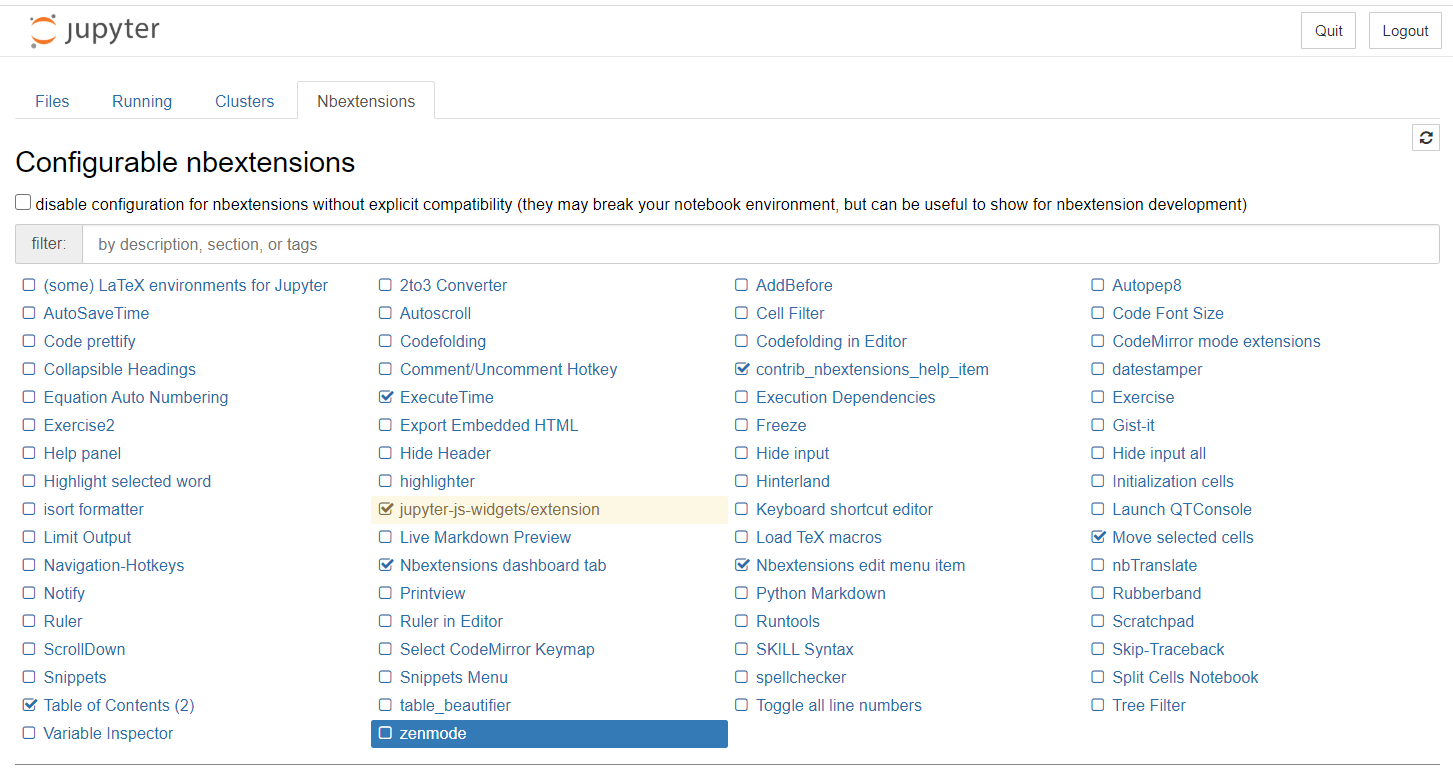 jupyter
Quit Logout
Files Running Clusters Nbextensions
Configurable nbextensions
disable configuration for nbextensions without explicit compatibility (they may break your notebook environment, but can be useful to show for nbextension development)
filter: by description, section, or tags
(some) LaTeX environments for Jupyter 2to3 Converter AddBefore Autopep8
AutoSaveTime Autoscroll Cell Filter Code Font Size
Code prettify Codefolding Codefolding in Editor CodeMirror mode extensions
Collapsible Headings Comment/Uncomment Hotkey contrib_nbextensions_help_item datestamper
Equation Auto Numbering ExecuteTime Execution Dependencies Exercise
Exercise2 Export Embedded HTML Freeze Gist-it
Help panel Hide Header Hide input Hide input all
Highlight selected word highlighter Hinterland Initialization cells
isort formatter jupyter-js-widgets/extension Keyboard shortcut editor Launch QTConsole
Limit Output Live Markdown Preview Load TeX macros Move selected cells
Navigation-Hotkeys Nbextensions dashboard tab Nbextensions edit menu item nbTranslate
Notify Printview Python Markdown Rubberband
Ruler Ruler in Editor Runtools Scratchpad
ScrollDown Select CodeMirror Keymap SKILL Syntax Skip-Traceback
Snippets Snippets Menu spellchecker Split Cells Notebook
Table of Contents (2) table_beautifier Toggle all line numbers Tree Filter
Variable Inspector zenmode